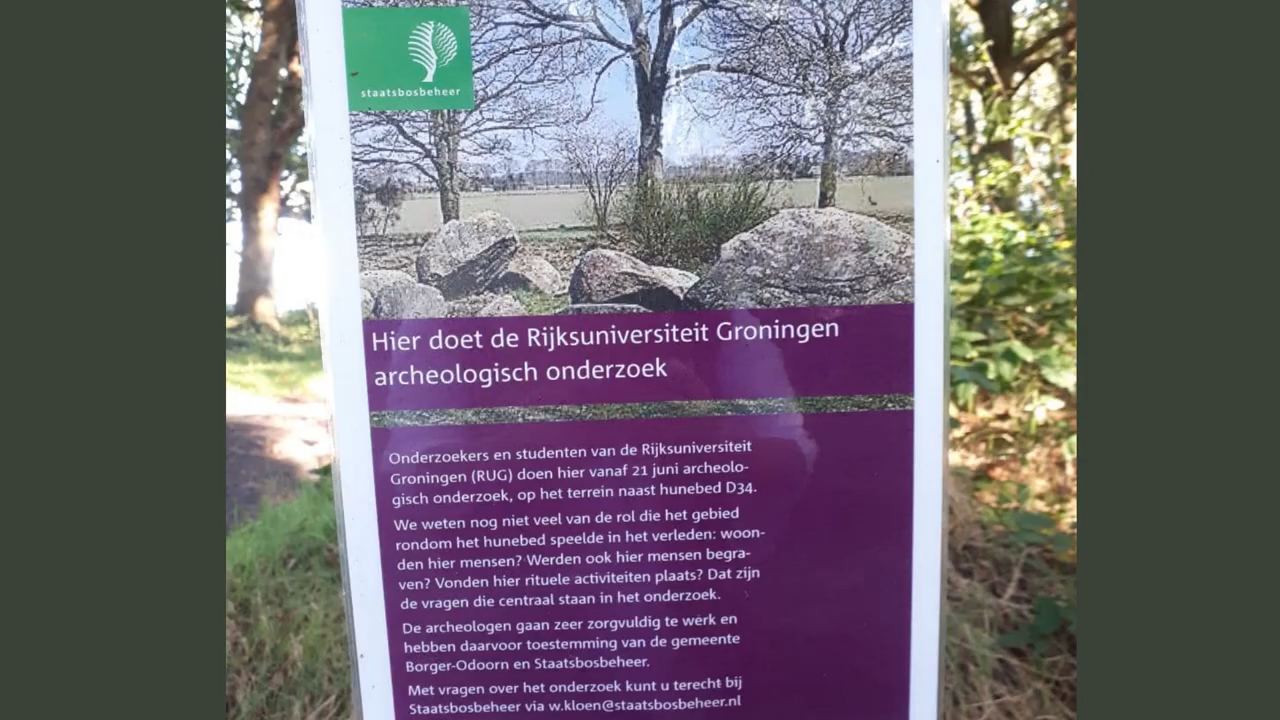 staatsbosbeheer
Hier doet de Rijksuniversiteit Groningen
archeologisch onderzoek
Onderzoekers en studenten van de Rijksuniversiteit
Groningen (RUG) doen hier vanaf 21 juni archeolo-
gisch onderzoek, op het terrein naast hunebed D34.
We weten nog niet veel van de rol die het gebied
rondom het hunebed speelde in het verleden: woon-
den hier mensen? Werden ook hier mensen begra-
ven? Vonden hier rituele activiteiten plaats? Dat zijn
de vragen die centraal staan in het onderzoek.
De archeologen gaan zeer zorgvuldig te werk en
hebben daarvoor toestemming van de gemeente
Borger-Odoorn en Staatsbosbeheer.
Met vragen over het onderzoek kunt u terecht bij
Staatsbosbeheer via w.kloen@staatsbosbeheer.nl